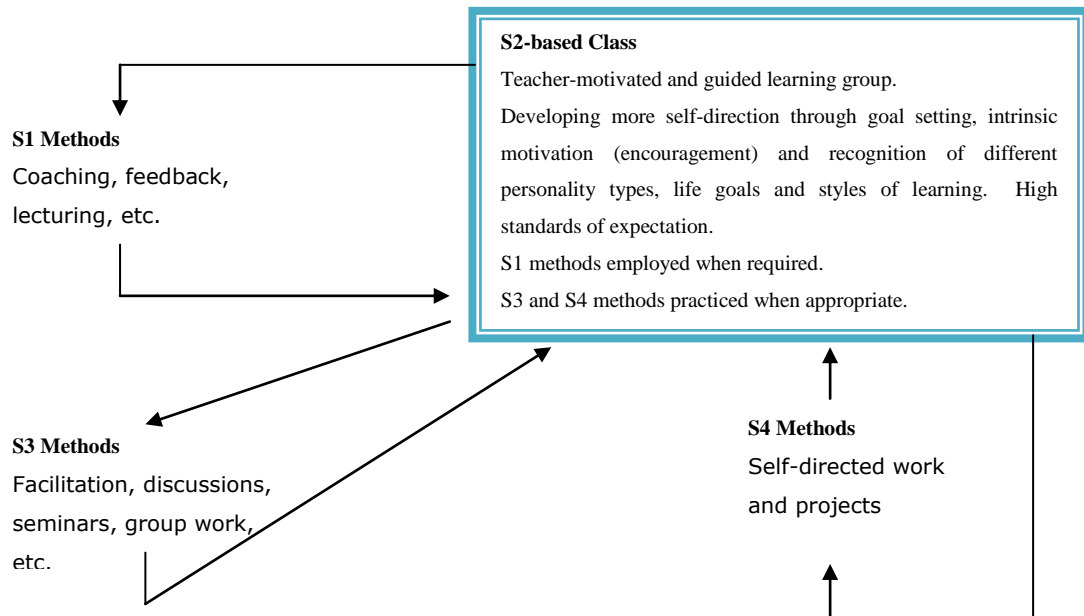 S2-based Class
Teacher-motivated and guided learning group.
Developing more self-direction through goal setting, intrinsic
motivation (encouragement) and recognition of different
personality types, life goals and styles of learning. High
standards of expectation.
S1 methods employed when required.
S3 and S4 methods practiced when appropriate.
S1 Methods
Coaching, feedback,
lecturing, etc.
S3 Methods
Facilitation, discussions,
seminars, group work,
etc.
S4 Methods
Self-directed work
and projects